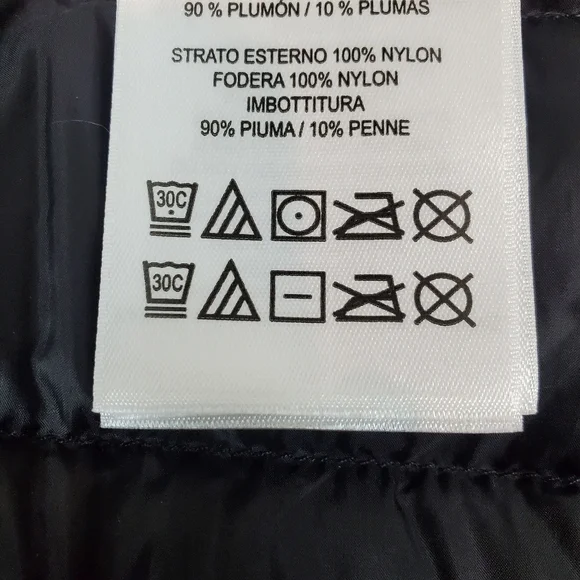 90 % PLUMÓN / 10 % PLUMAS
STRATO ESTERNO 100% NYLON
FODERA 100% NYLON
IMBOTTITURA
90% PIUMA / 10% PENNE
30C
30C